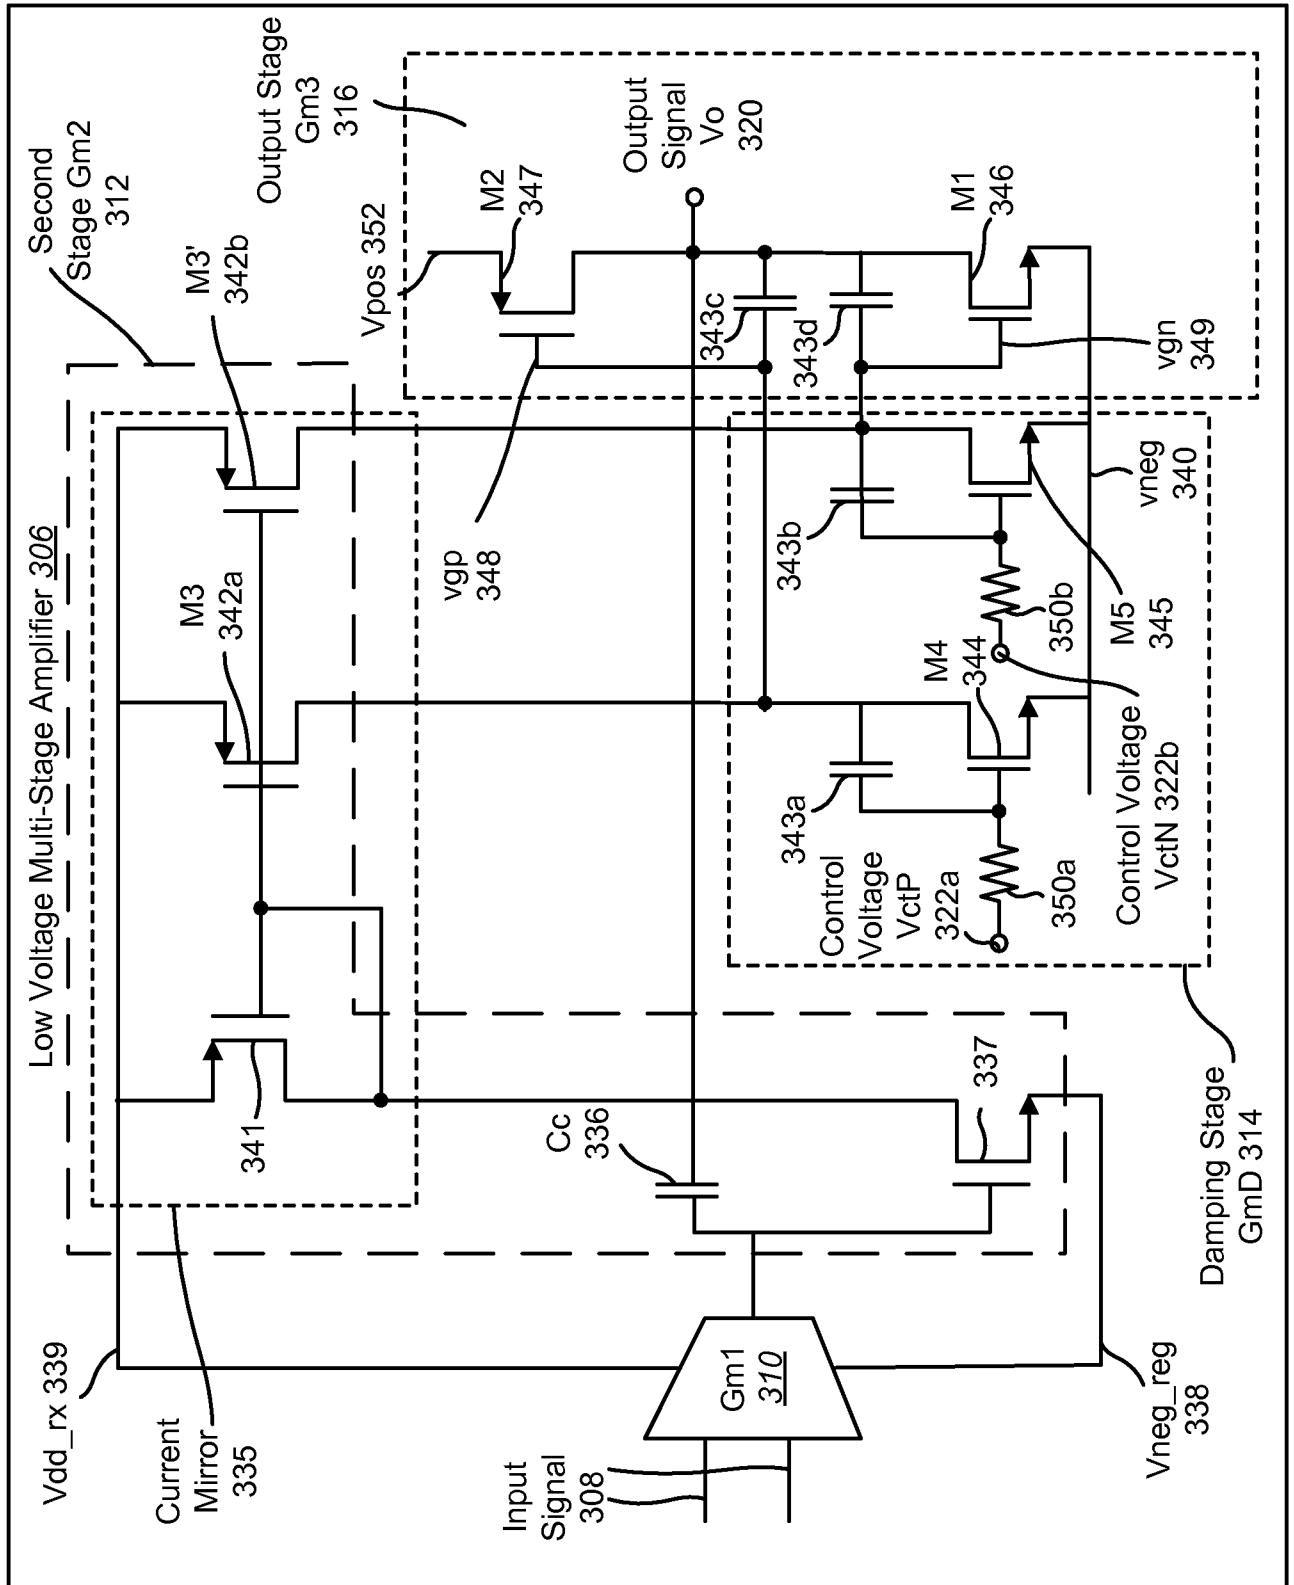 Low Voltage Multi-Stage Amplifier 306
Second
Stage Gm2
312
Output Stage
Gm3
316
Vdd_rx 339
Current
Mirror
335
341
M3
342a
M3'
342b
Vpos 352
M2
347
vgp
348
Output
Signal
Vo
320
343c
343d
M1
346
vgn
349
Input
Signal
308
Gm1
310
Cc
336
337
Vneg_reg
338
Control
Voltage
VctP
322a
343a
350a
M4
344
343b
350b
M5
345
vneg
340
Control Voltage
VctN 322b
Damping Stage
GmD 314